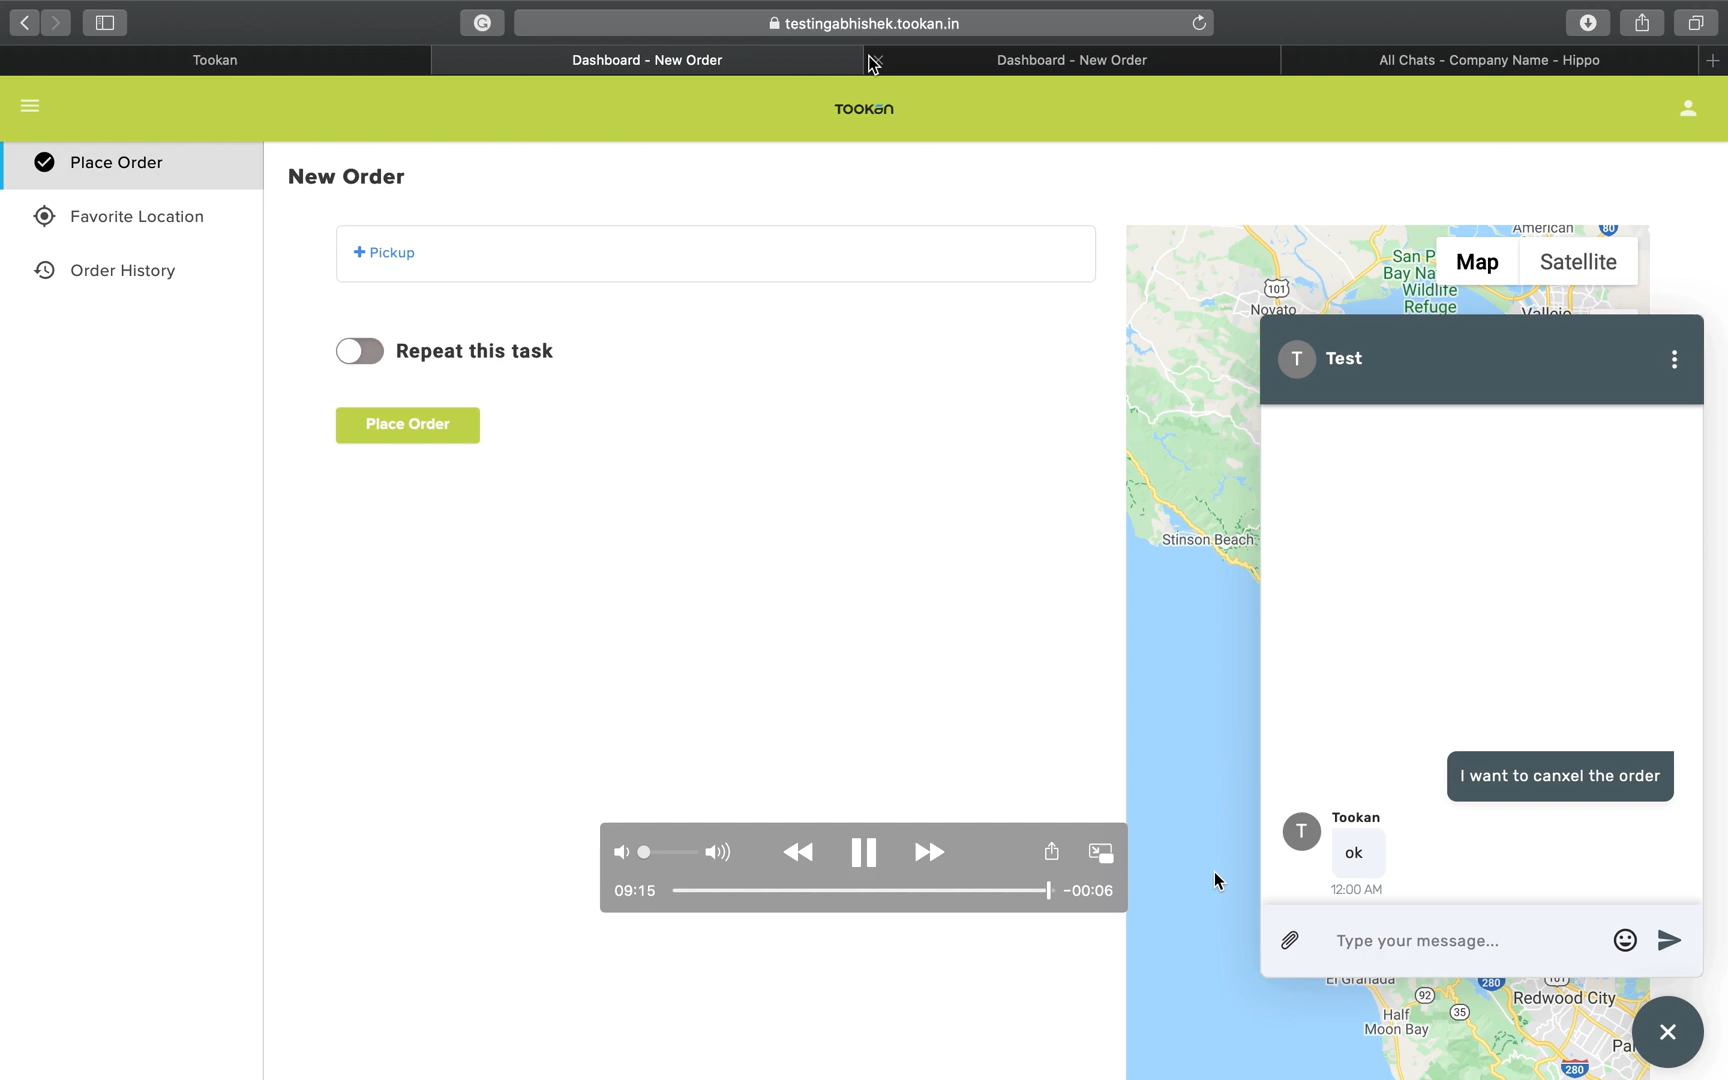 testingabhishek.tookan.in
Tookan
Dashboard - New Order
Dashboard - New Order
All Chats - Company Name - Hippo
TOOKAN
Place Order
Favorite Location
Order History
New Order
+ Pickup
Repeat this task
Place Order
American
80
San P
Bay Na
Wildlife
Refuge
Map
Satellite
101
Novato
Vallejo
Stinson Beach
T
Test
I want to canxel the order
T
Tookan
ok
12:00 AM
Type your message...
09:15
-00:06
El Granada
280
101
92
Redwood City
35
Half
Moon Bay
Pal
280